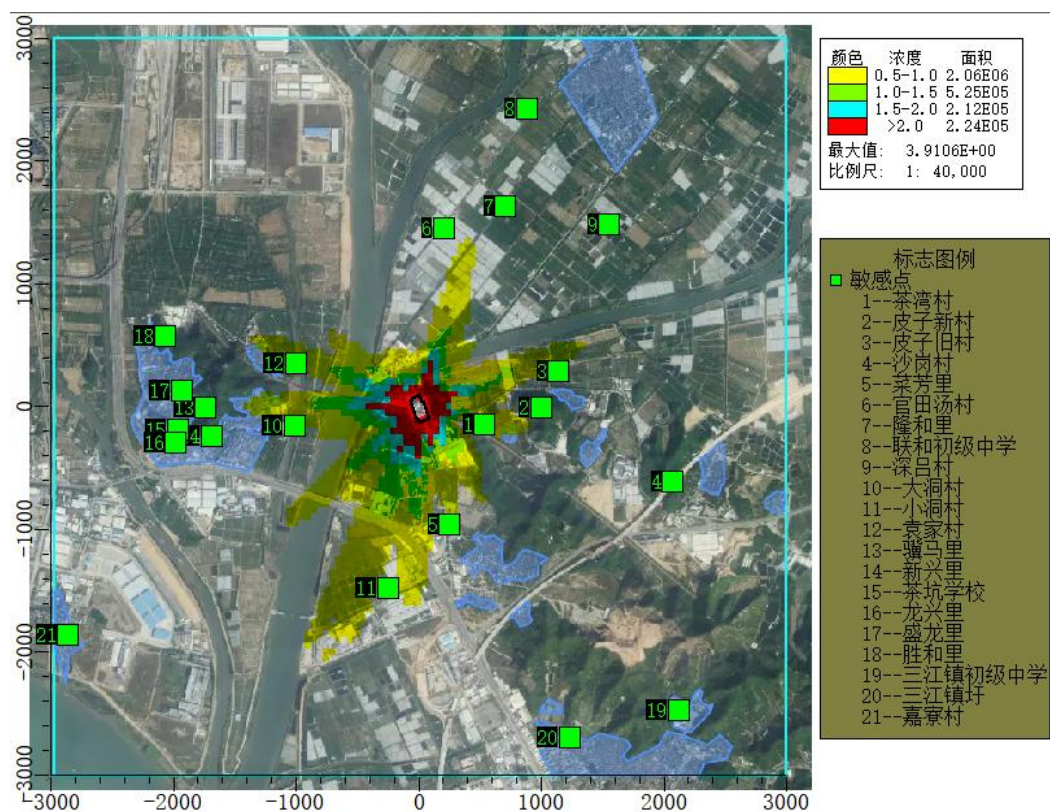 颜色 浓度 面积
0.5-1.0 2.06E06
1.0-1.5 5.25E05
1.5-2.0 2.12E05
>2.0 2.24E05
最大值: 3.9106E+00
比例尺: 1: 40,000
标志图例
敏感点
1--茶湾村
2--皮子新村
3--皮子旧村
4--沙岗村
5--菜芳里
6--官田汤村
7--隆和里
8--联和初级中学
9--深吕村
10--大洞村
11--小洞村
12--袁家村
13--骥马里
14--新兴里
15--茶坑学校
16--龙兴里
17--盛龙里
18--胜和里
19--三江镇初级中学
20--三江镇圩
21--嘉寮村
3000
2000
1000
0
-1000
-2000
-3000
-3000
-2000
-1000
0
1000
2000
3000
8
7
6
9
18
12
3
17
13
2
10
1
15
14
16
4
5
11
21
19
20